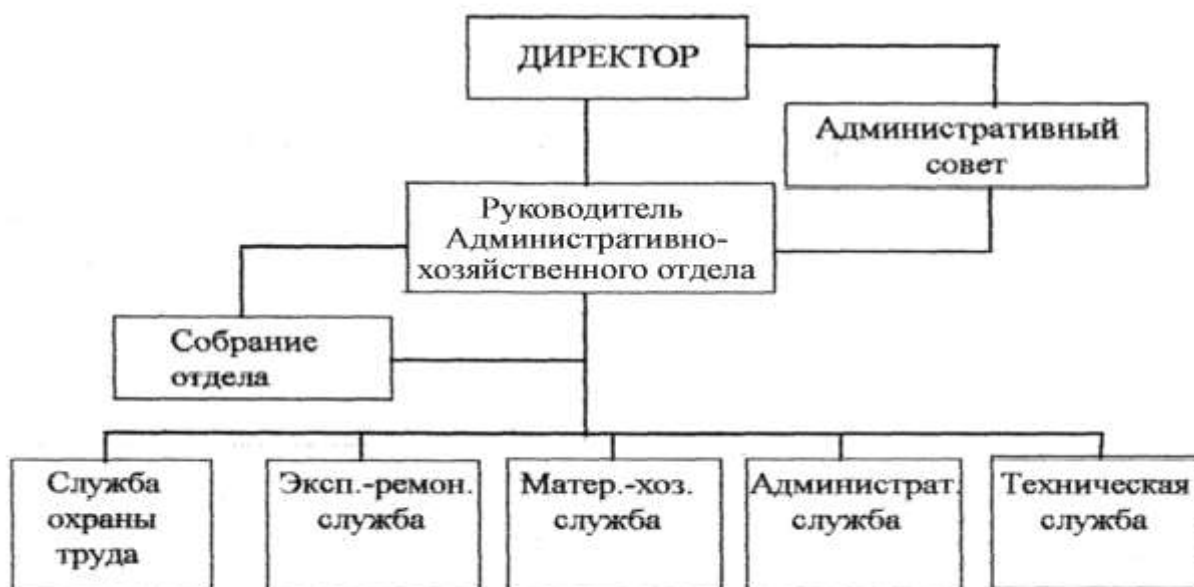 ДИРЕКТОР
Административный
совет
Руководитель
Административно-
хозяйственного отдела
Собрание
отдела
Служба
охраны
труда
Эксп.-ремон.
служба
Матер.-хоз.
служба
Администрат.
служба
Техническая
служба